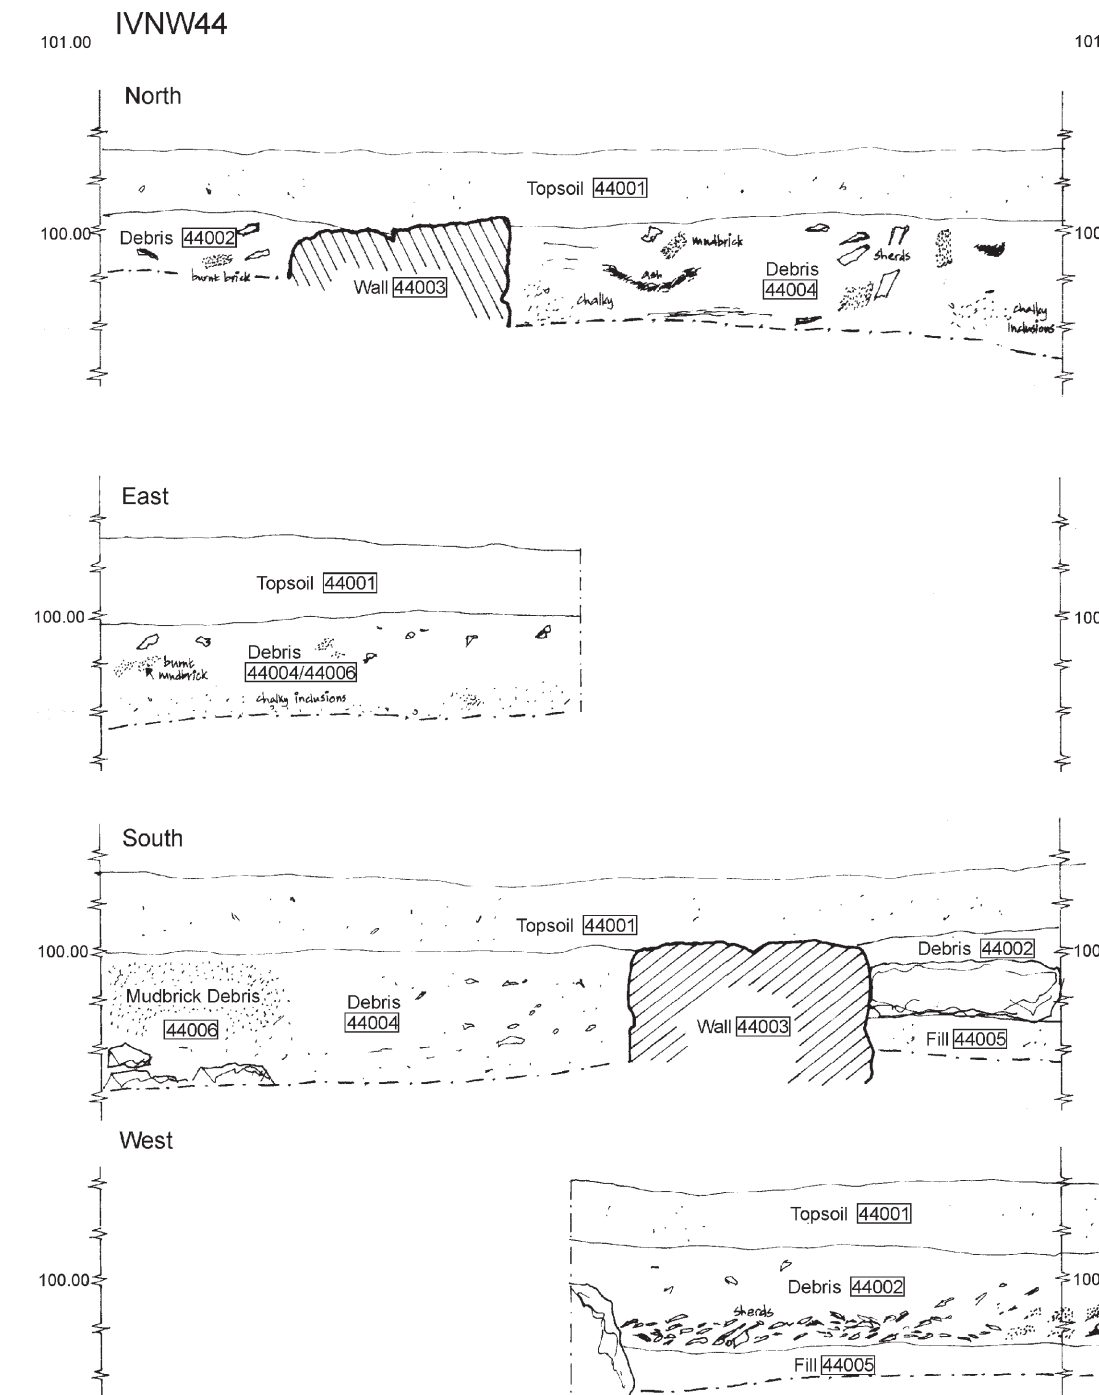 IVNW44
101.00
101
North
Topsoil 44001
100.00
100
Debris 44002
burnt brick
Wall 44003
mudbrick
ash
chalky
Debris
44004
sherds
chalky
inclusions
East
Topsoil 44001
100.00
100
burnt
mudbrick
Debris
44004/44006
chalky inclusions
South
Topsoil 44001
100.00
100
Debris 44002
Mudbrick Debris
44006
Debris
44004
Wall 44003
Fill 44005
West
Topsoil 44001
100.00
100
Debris 44002
sherds
Fill 44005